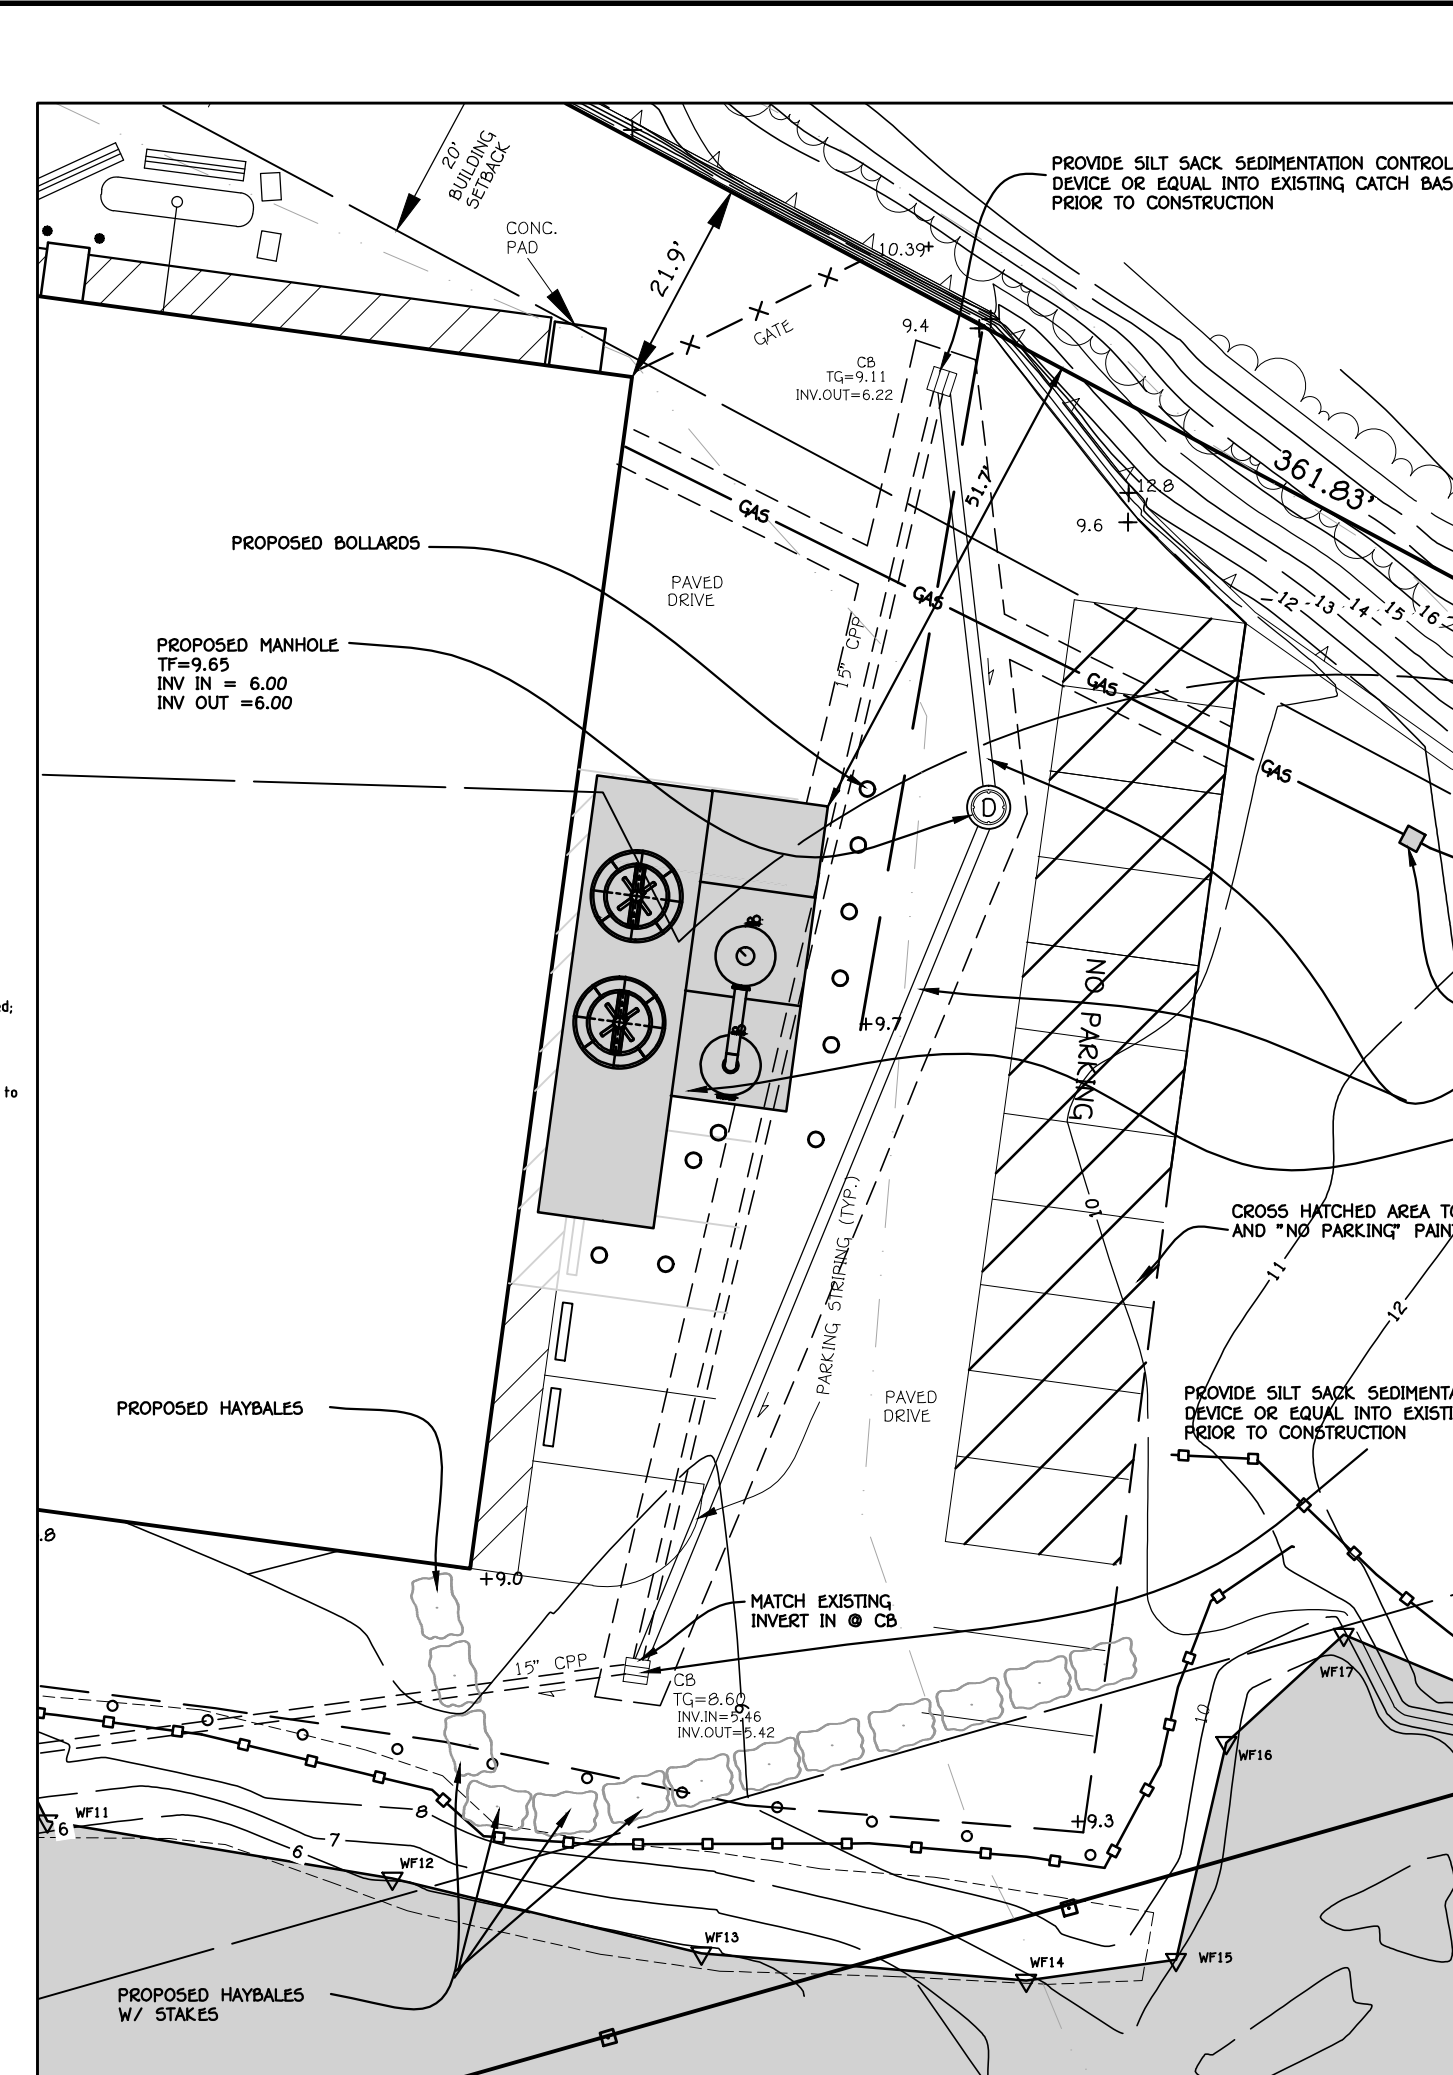 PROVIDE SILT SACK SEDIMENTATION CONTROL
DEVICE OR EQUAL INTO EXISTING CATCH BAS
PRIOR TO CONSTRUCTION
20'
BUILDING
SETBACK
CONC.
PAD
21.9'
10.39
GATE
9.4
CB
TG=9.11
INV.OUT=6.22
361.83'
51.7'
12.8
9.6
GAS
PROPOSED BOLLARDS
PAVED
DRIVE
GAS
12
13
14
15
16
15" CPP
PROPOSED MANHOLE
TF=9.65
INV IN = 6.00
INV OUT =6.00
GAS
GAS
D
NO PARKING
ed;
+9.7
to
10
PARKING STRIPING (TYP.)
CROSS HATCHED AREA TO
AND "NO PARKING" PAIN
11
12
PROPOSED HAYBALES
PAVED
DRIVE
PROVIDE SILT SACK SEDIMENTA
DEVICE OR EQUAL INTO EXISTI
PRIOR TO CONSTRUCTION
.8
+9.0
MATCH EXISTING
INVERT IN @ CB
15" CPP
CB
TG=8.60
INV.IN=5.46
INV.OUT=5.42
9
WF17
10
WF16
WF11
6
8
7
6
+9.3
WF12
WF13
WF14
WF15
PROPOSED HAYBALES
W/ STAKES